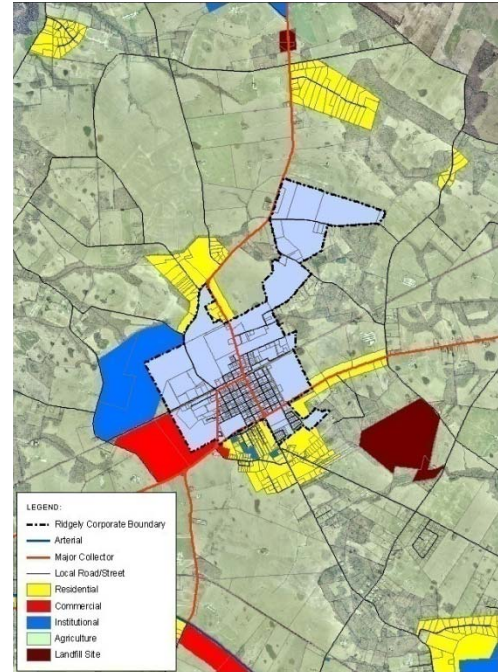 LEGEND:
Ridgely Corporate Boundary
Arterial
Major Collector
Local Road/Street
Residential
Commercial
Institutional
Agriculture
Landfill Site